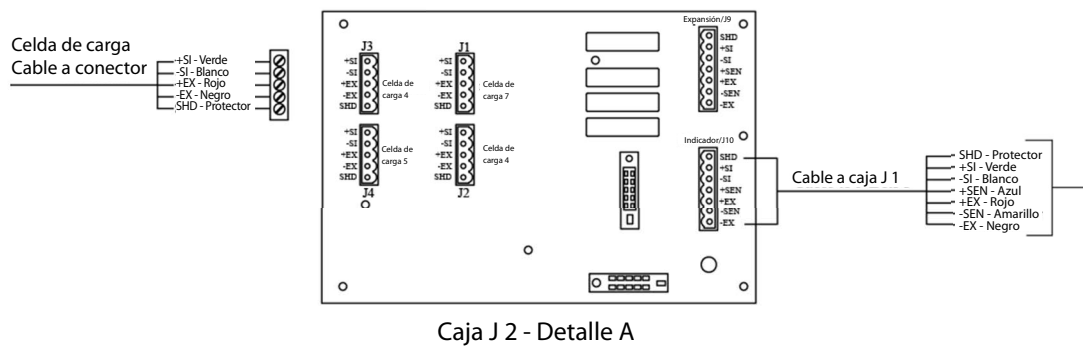 Celda de carga
Cable a conector
+SI - Verde
-SI - Blanco
+EX - Rojo
-EX - Negro
SHD - Protector
J3
+SI
-SI
+EX
-EX
SHD
Celda de
carga 4
J1
+SI
-SI
+EX
-EX
SHD
Celda de
carga 7
+SI
-SI
+EX
-EX
SHD
J4
Celda de
carga 5
+SI
-SI
+EX
-EX
SHD
J2
Celda de
carga 4
Expansión/J9
SHD
+SI
-SI
+SEN
+EX
-SEN
-EX
Indicador/J10
SHD
+SI
-SI
+SEN
+EX
-SEN
-EX
Cable a caja J 1
SHD - Protector
+SI - Verde
-SI - Blanco
+SEN - Azul
+EX - Rojo
-SEN - Amarillo
-EX - Negro
Caja J 2 - Detalle A